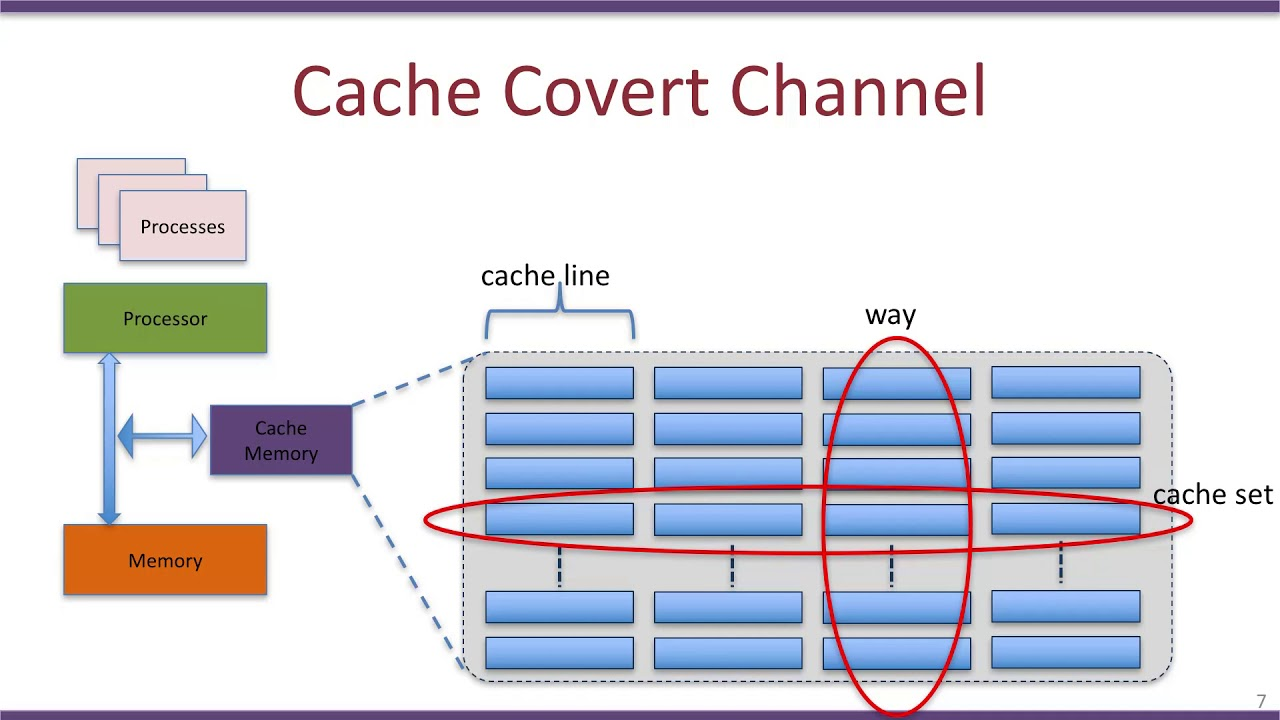 Cache Covert Channel
Processes
Processor
Cache
Memory
Memory
cache line
way
cache set
7